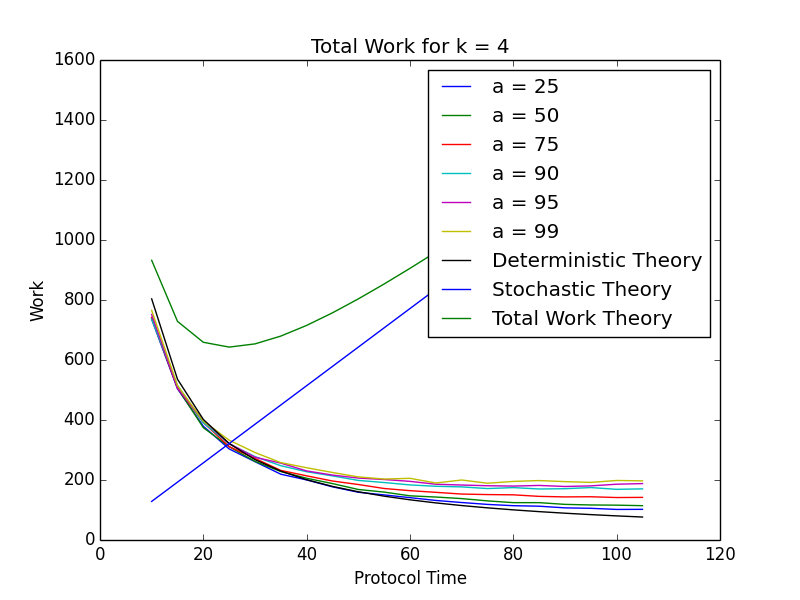 Total Work for k = 4
1600
1400
1200
1000
800
600
400
200
0
Work
a = 25
a = 50
a = 75
a = 90
a = 95
a = 99
Deterministic Theory
Stochastic Theory
Total Work Theory
0 20 40 60 80 100 120
Protocol Time